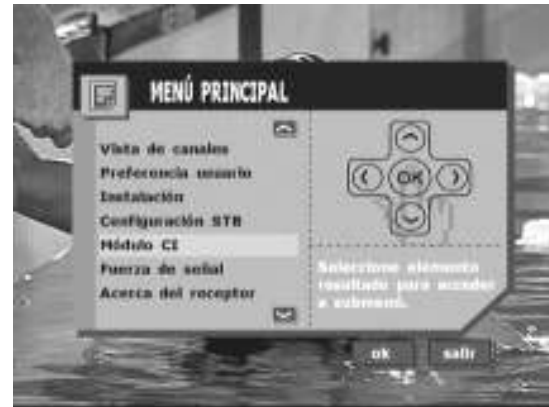 MENÚ PRINCIPAL
Vista de canales
Preferencia usuario
Instalación
Configuración STB
Módulo CI
Fuerza de señal
Acerca del receptor
OK
Seleccione elemento
resultado para acceder
a submenú.
ok
salir